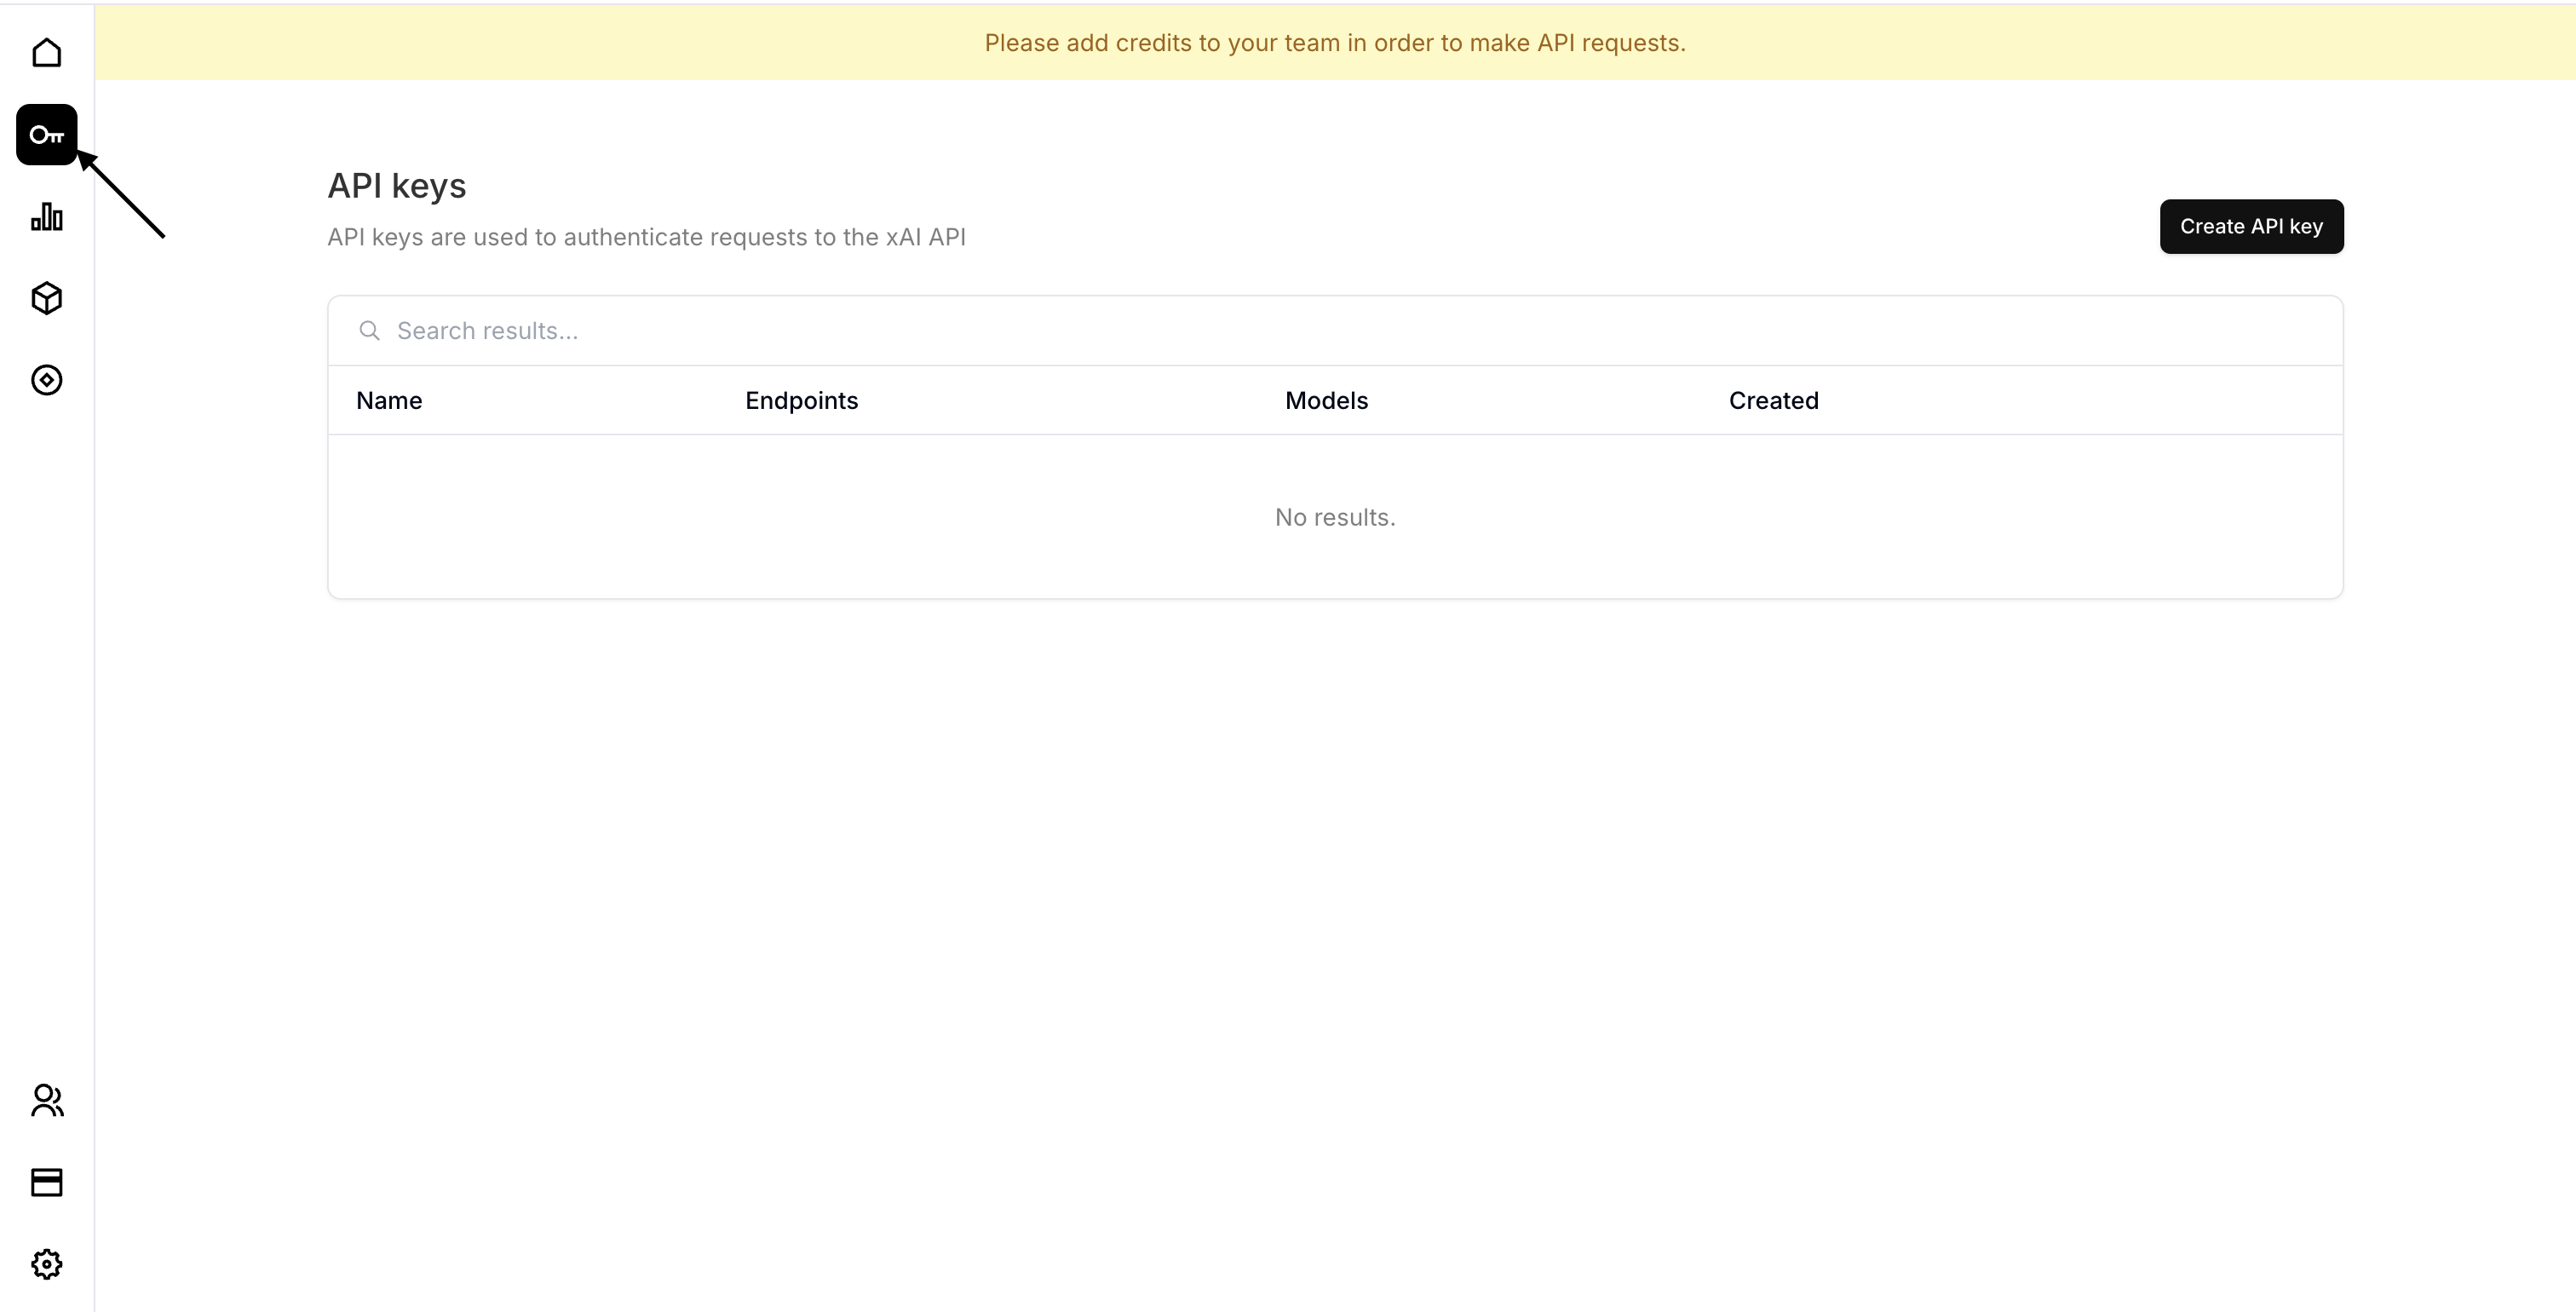 Please add credits to your team in order to make API requests.
API keys
API keys are used to authenticate requests to the xAI API
Create API key
Search results...
Name Endpoints Models Created
No results.